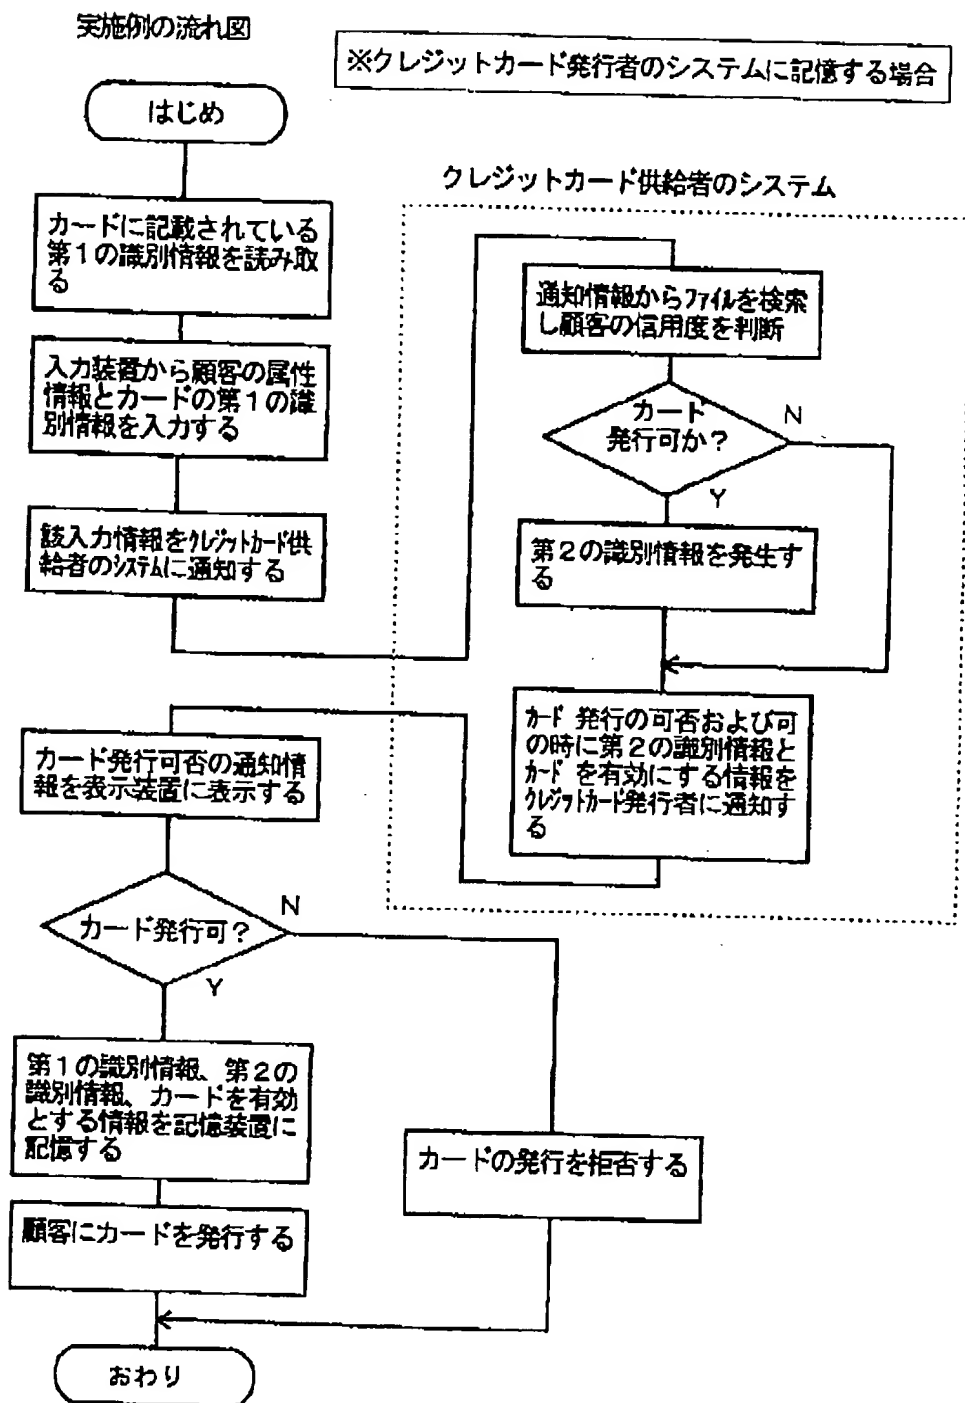 実施例の流れ図
※クレジットカード発行者のシステムに記憶する場合
はじめ
カードに記載されている
第１の識別情報を読み取
る
入力装置から顧客の属性
情報とカードの第１の識
別情報を入力する
該入力情報をｸﾚｼﾞｯﾄｶｰﾄﾞ供
給者のｼｽﾃﾑに通知する
クレジットカード供給者のシステム
通知情報からﾌｧｲﾙを検索
し顧客の信用度を判断
カード
発行可か？
N
Y
第２の識別情報を発生す
る
ｶｰﾄﾞ発行の可否および可
の時に第２の識別情報と
ｶｰﾄﾞを有効にする情報を
ｸﾚｼﾞｯﾄｶｰﾄﾞ発行者に通知す
る
カード発行可否の通知情
報を表示装置に表示する
カード発行可？
N
Y
第１の識別情報、第２の
識別情報、カードを有効
とする情報を記憶装置に
記憶する
顧客にカードを発行する
カードの発行を拒否する
おわり